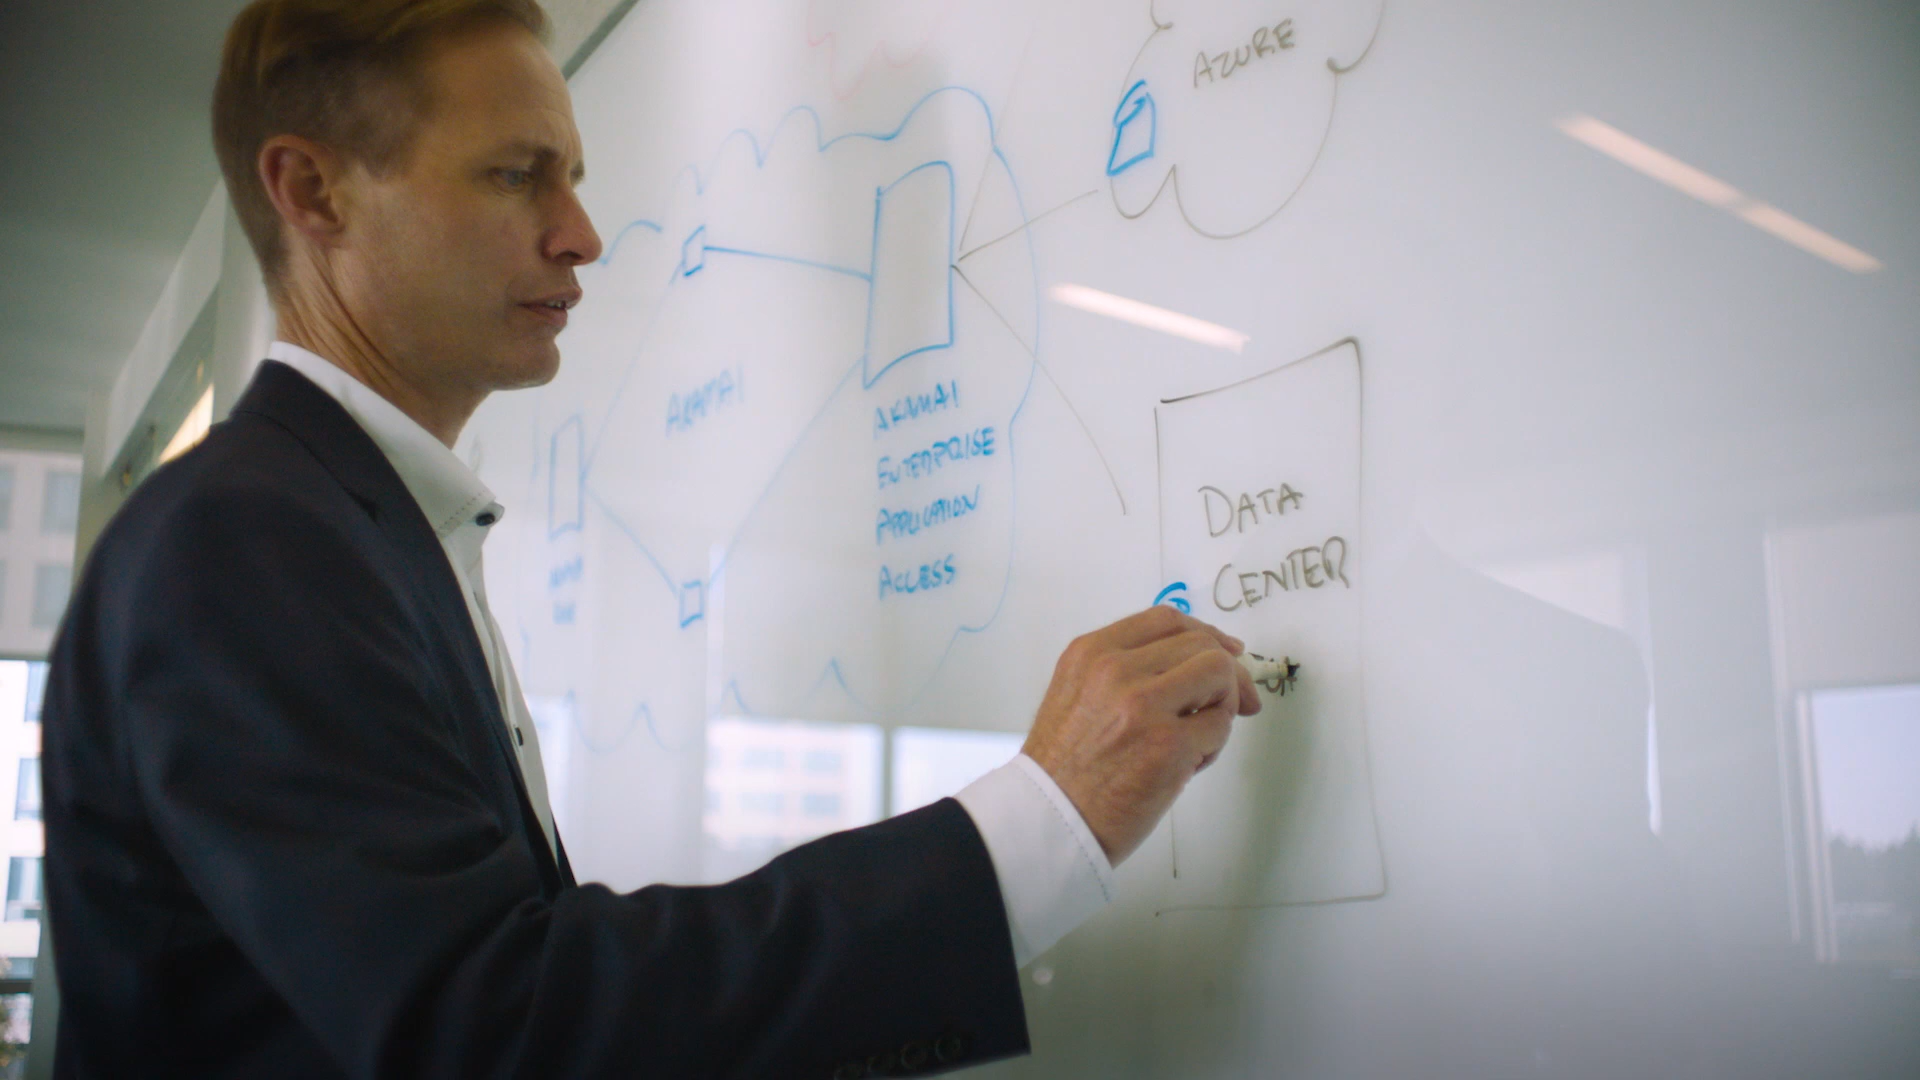 AZURE
AKAMAI
AKAMAI
ENTERPRISE
APPLICATION
ACCESS
DATA
CENTER